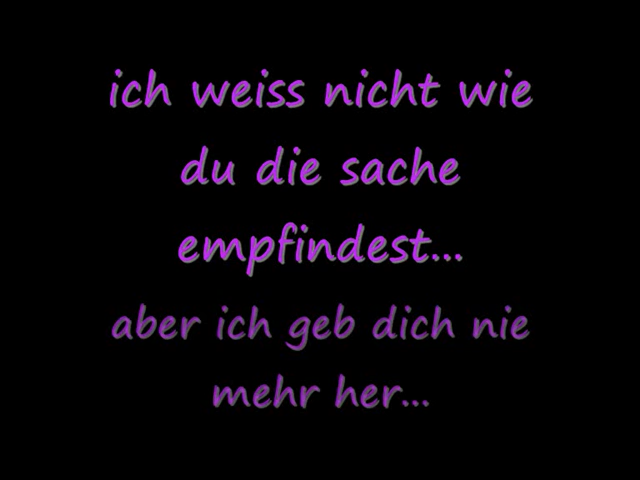 ich weiss nicht wie
du die sache
empfindest...
aber ich geb dich nie
mehr her...